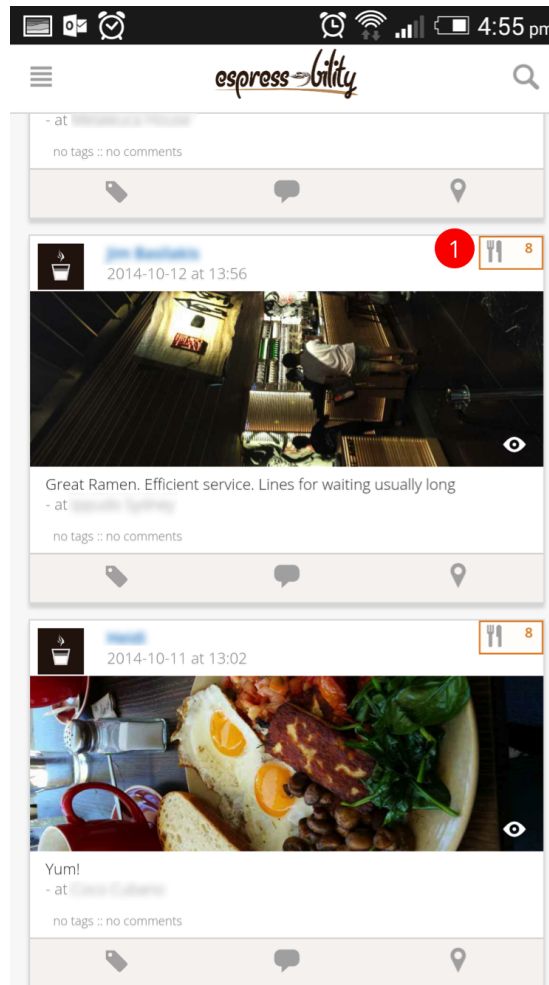 4:55 pm
espress-bility
- at
no tags :: no comments
1
8
2014-10-12 at 13:56
Great Ramen. Efficient service. Lines for waiting usually long
- at
no tags :: no comments
8
2014-10-11 at 13:02
Yum!
- at
no tags :: no comments